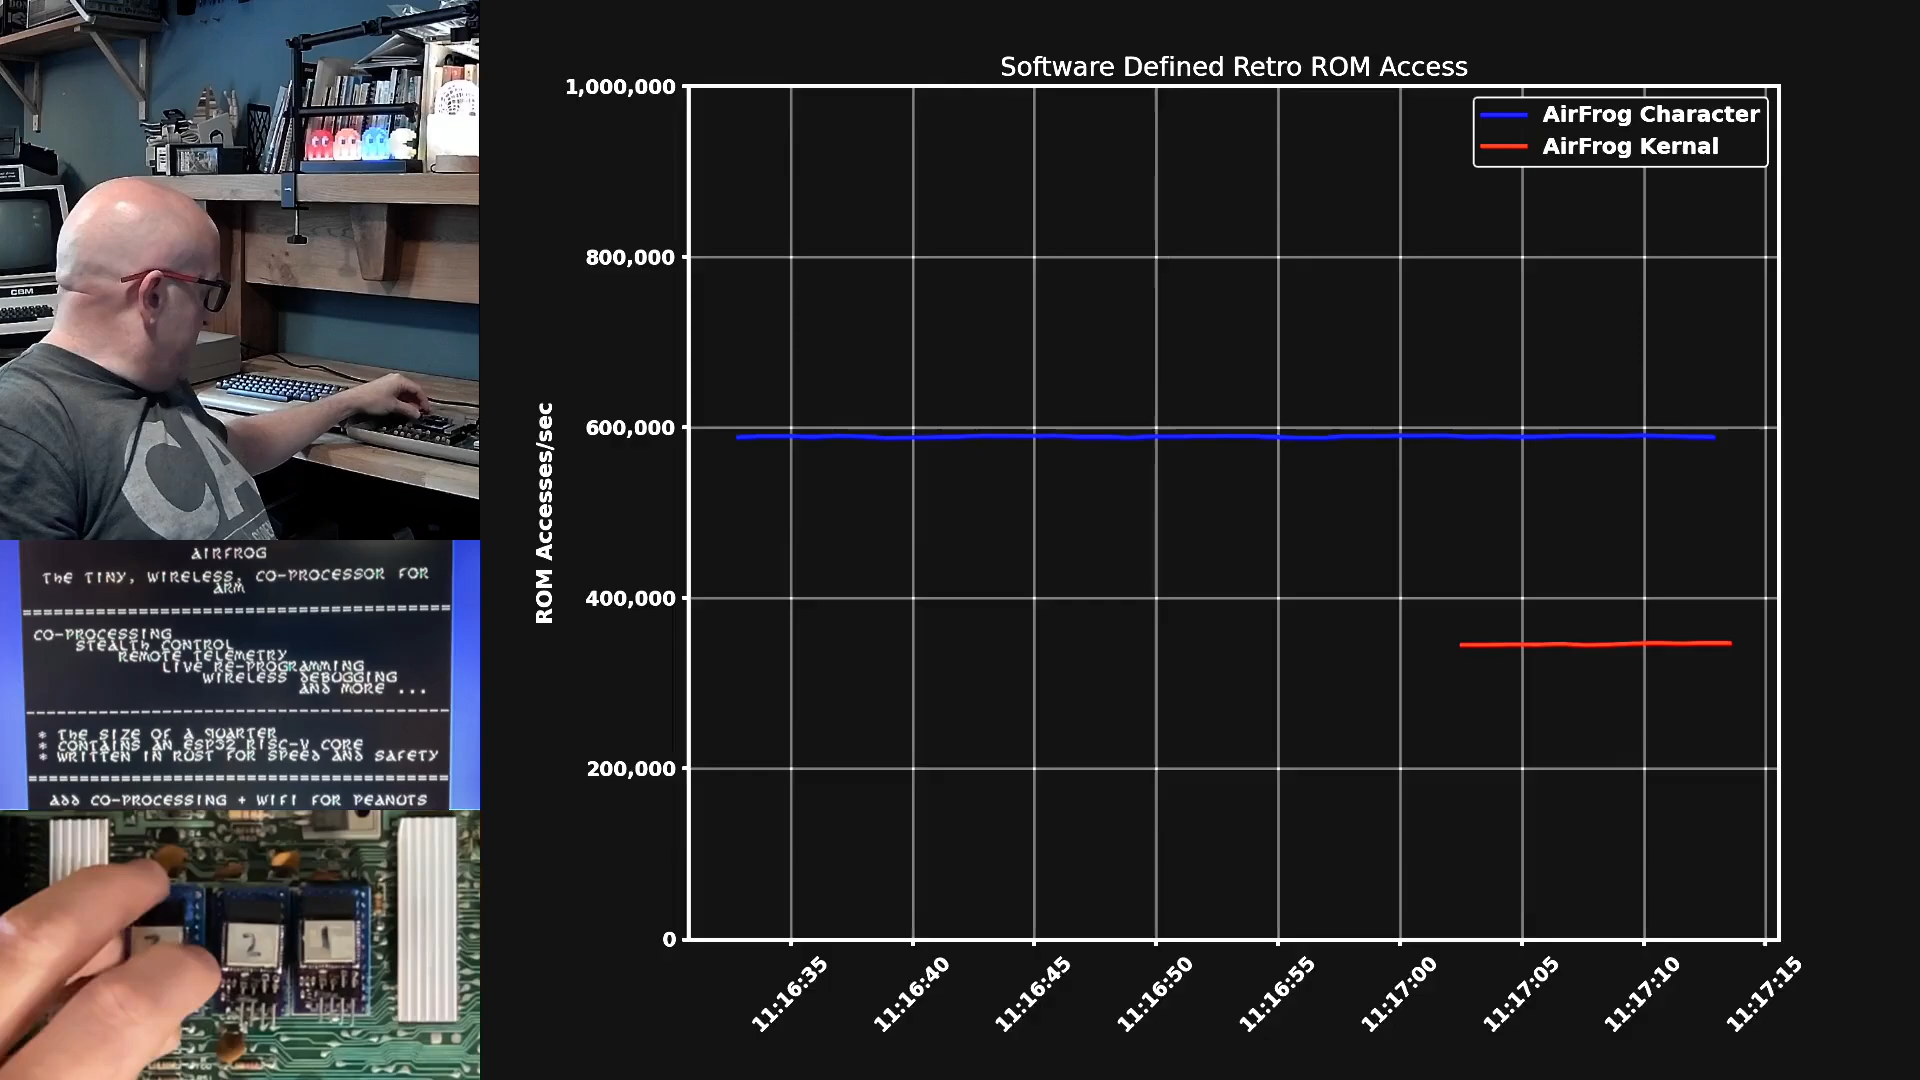 CBM
CA
AIRFROG
THE TINY, WIRELESS, CO-PROCESSOR FOR
ARM
CO-PROCESSING
STEALTH CONTROL
REMOTE TELEMETRY
LIVE RE-PROGRAMMING
WIRELESS DEBUGGING
AND MORE ...
* THE SIZE OF A QUARTER
* CONTAINS AN ESP32 RISC-V CORE
* WRITTEN IN RUST FOR SPEED AND SAFETY
ADD CO-PROCESSING + WIFI FOR PEANUTS
2
1
Software Defined Retro ROM Access
AirFrog Character
AirFrog Kernal
ROM Accesses/sec
1,000,000
800,000
600,000
400,000
200,000
0
11:16:35
11:16:40
11:16:45
11:16:50
11:16:55
11:17:00
11:17:05
11:17:10
11:17:15